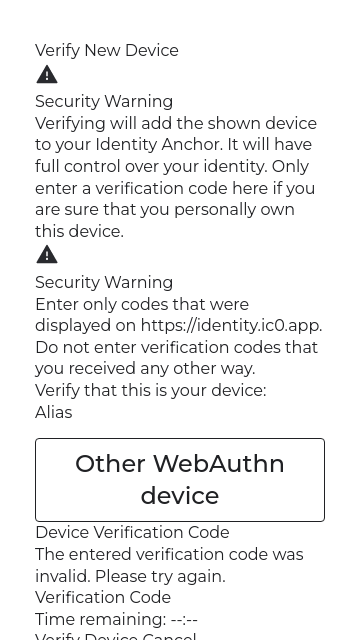 Verify New Device
Security Warning
Verifying will add the shown device
to your Identity Anchor. It will have
full control over your identity. Only
enter a verification code here if you
are sure that you personally own
this device.
Security Warning
Enter only codes that were
displayed on https://identity.ic0.app.
Do not enter verification codes that
you received any other way.
Verify that this is your device:
Alias
Other WebAuthn
device
Device Verification Code
The entered verification code was
invalid. Please try again.
Verification Code
Time remaining: --:--
Verify Device Cancel